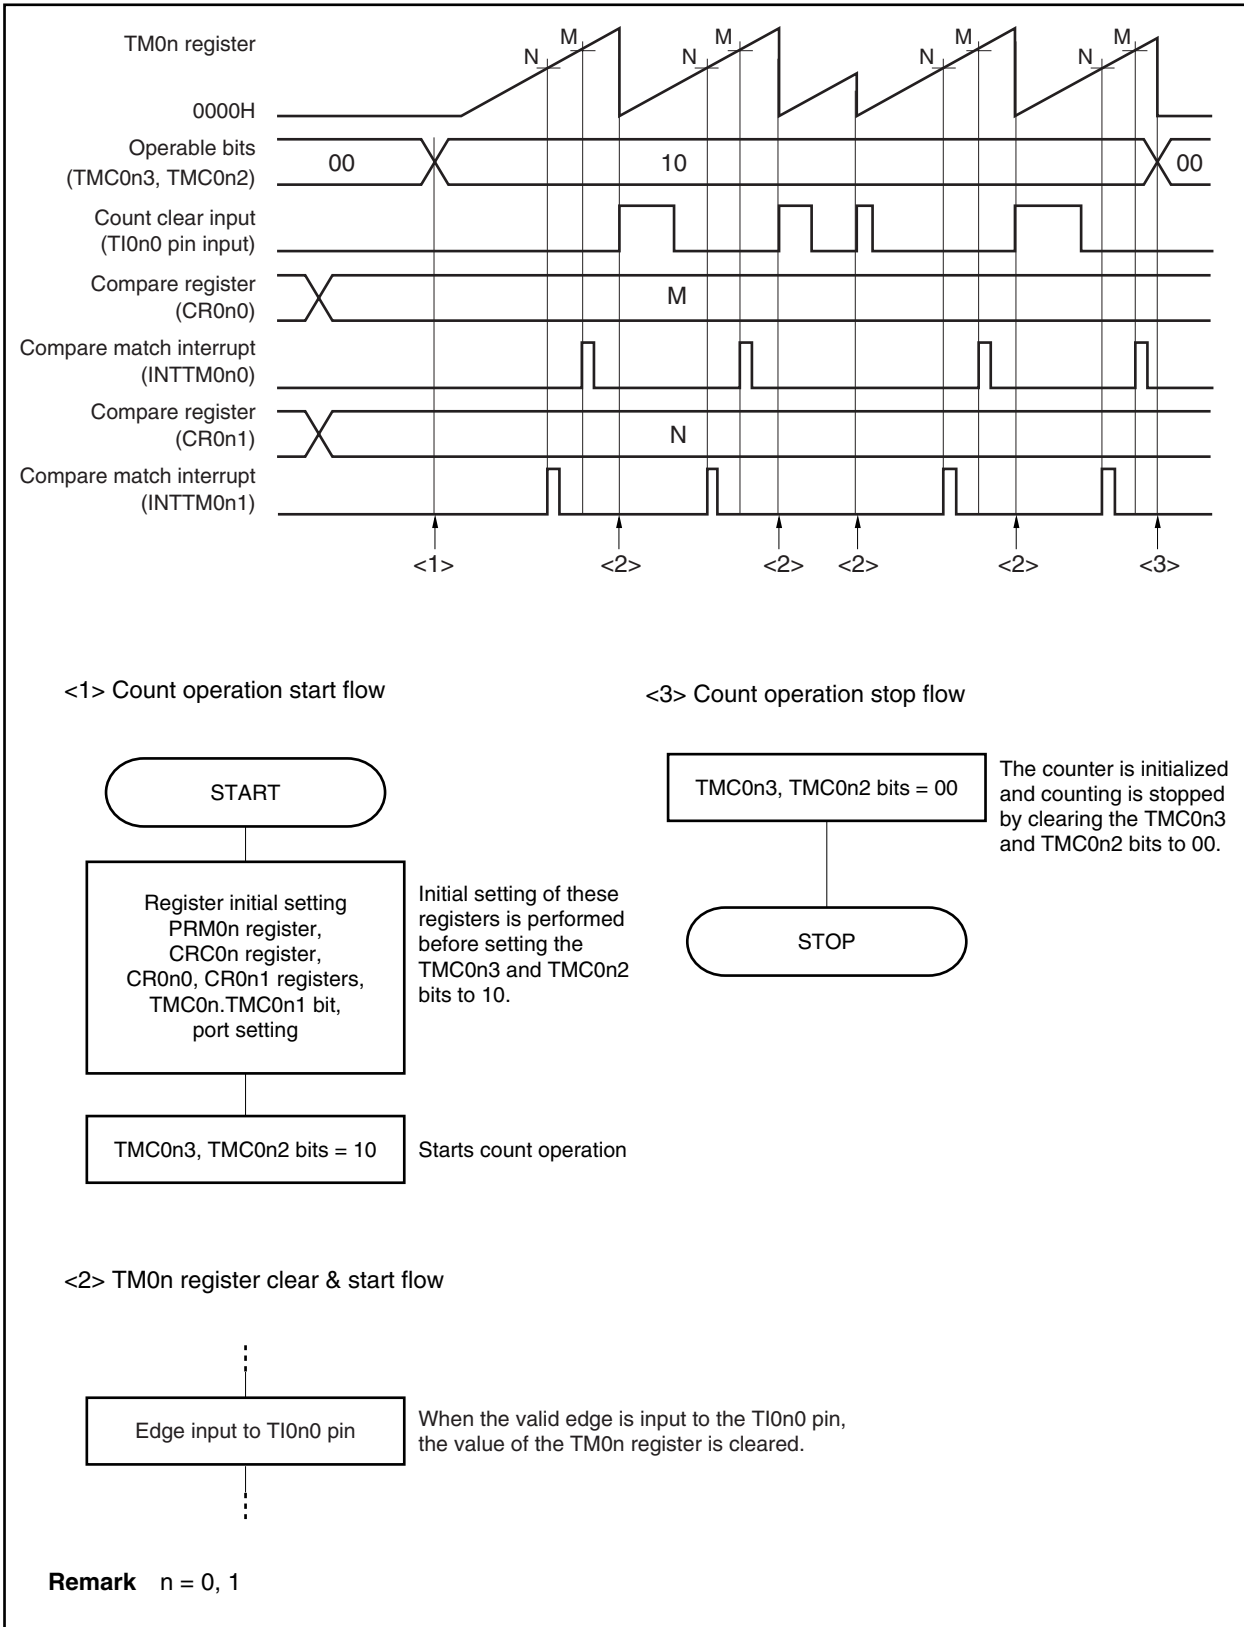 TM0n register
N M N M N M N M
0000H
Operable bits
(TMC0n3, TMC0n2)
00 10 00
Count clear input
(TI0n0 pin input)
Compare register
(CR0n0)
M
Compare match interrupt
(INTTM0n0)
Compare register
(CR0n1)
N
Compare match interrupt
(INTTM0n1)
<1> <2> <2> <2> <2> <3>
<1> Count operation start flow
START
Register initial setting
PRM0n register,
CRC0n register,
CR0n0, CR0n1 registers,
TMC0n.TMC0n1 bit,
port setting
Initial setting of these
registers is performed
before setting the
TMC0n3 and TMC0n2
bits to 10.
TMC0n3, TMC0n2 bits = 10
Starts count operation
<3> Count operation stop flow
TMC0n3, TMC0n2 bits = 00
The counter is initialized
and counting is stopped
by clearing the TMC0n3
and TMC0n2 bits to 00.
STOP
<2> TM0n register clear & start flow
Edge input to TI0n0 pin
When the valid edge is input to the TI0n0 pin,
the value of the TM0n register is cleared.
Remark n = 0, 1